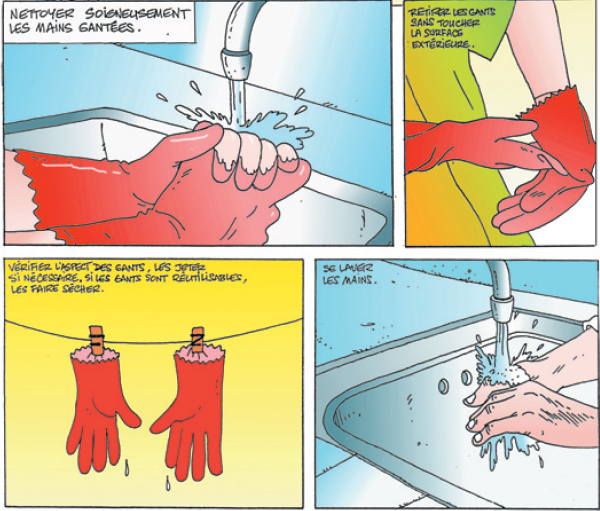 NETTOYER SOIGNEUSEMENT
LES MAINS GANTÉES.
RETIRER LES GANTS
SANS TOUCHER
LA SURFACE
EXTÉRIEURE.
VÉRIFIER L'ASPECT DES GANTS, LES JETER
SI NÉCESSAIRE. SI LES GANTS SONT RÉUTILISABLES,
LES FAIRE SÉCHER.
SE LAVER
LES MAINS.